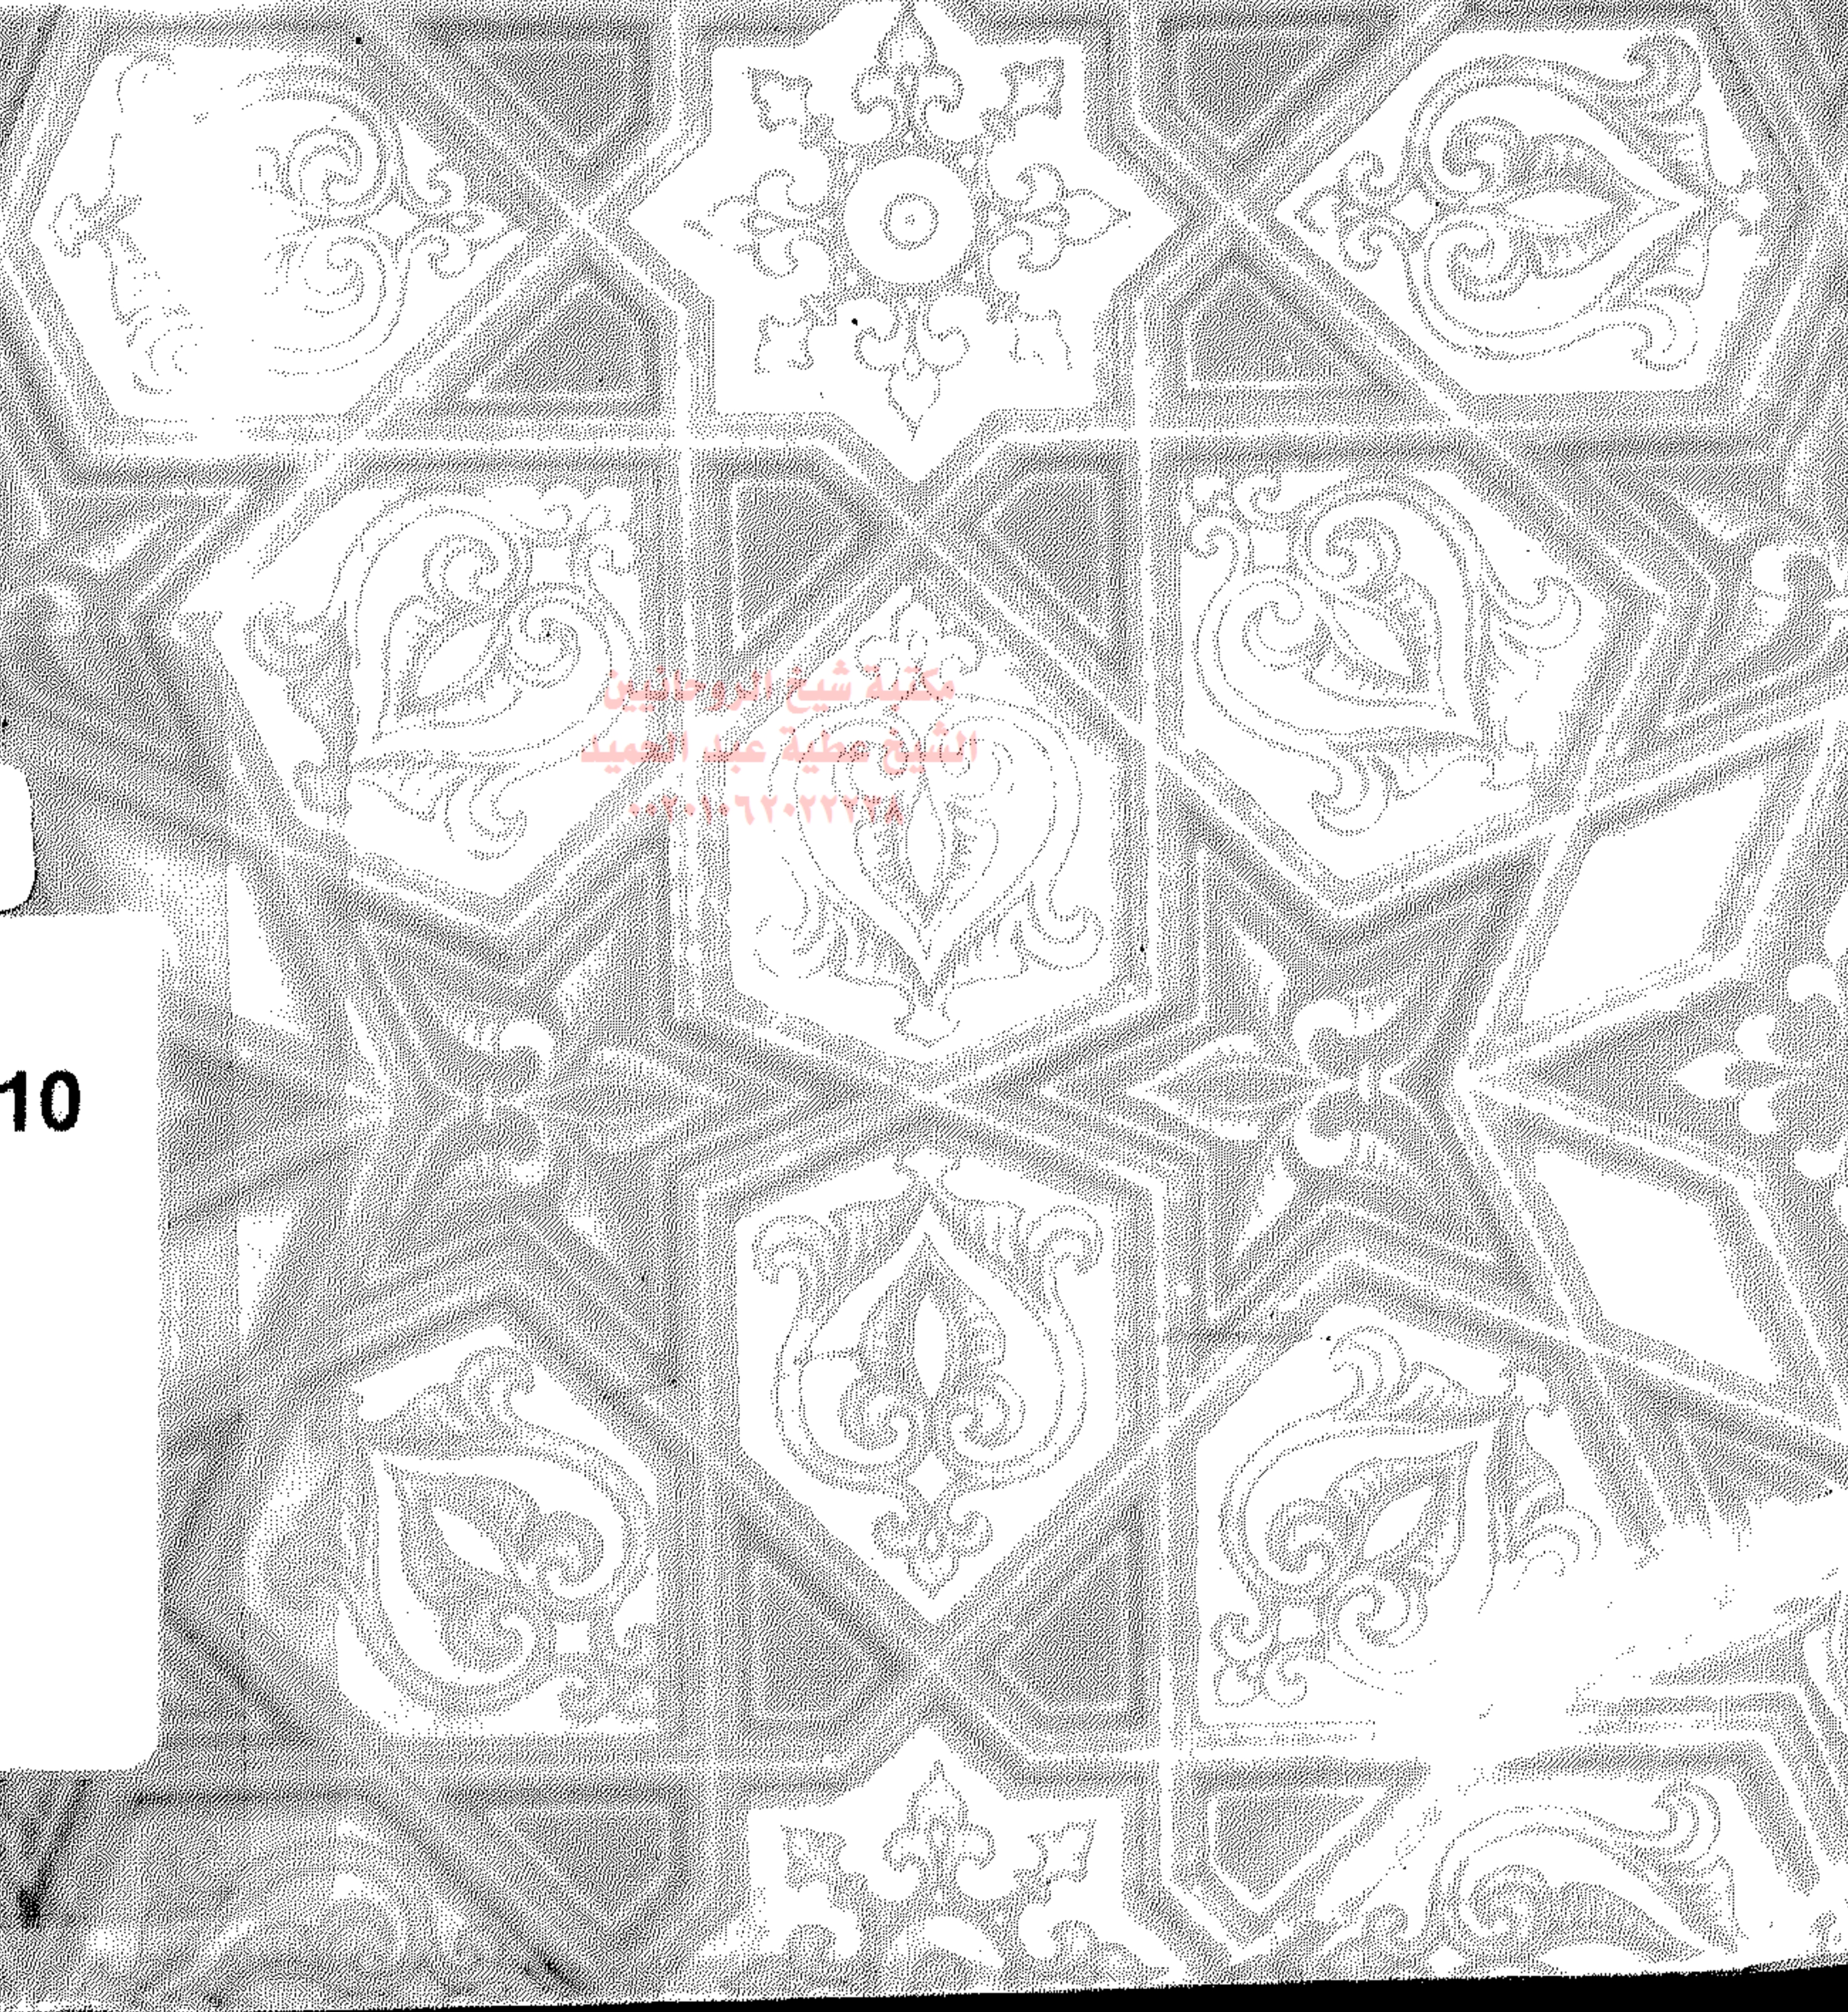 مكتبة شيخ الروحانيين
الشيخ عطية عبد الحميد
٠٠٢٠١٠٦٢٠٢٢٢٢٨
10